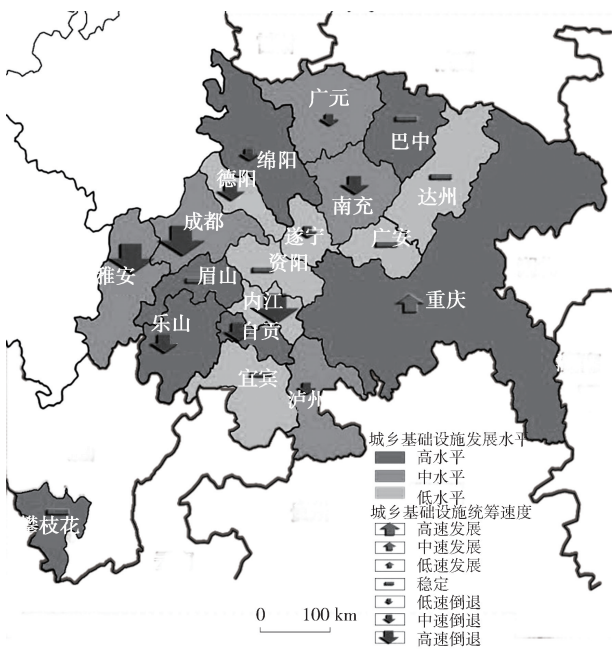 广元
巴中
绵阳
德阳
达州
南充
成都
遂宁
广安
雅安
资阳
眉山
内江
重庆
乐山
自贡
宜宾
泸州
攀枝花
城乡基础设施发展水平
高水平
中水平
低水平
城乡基础设施统筹速度
高速发展
中速发展
低速发展
稳定
低速倒退
中速倒退
高速倒退
0 100 km